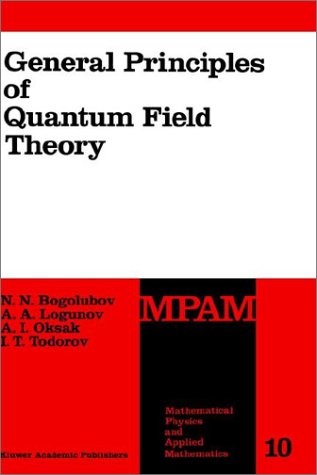 General Principles
of
Quantum Field
Theory
N. N. Bogolubov
A. A. Logunov
A. I. Oksak
I. T. Todorov
MPAM
Mathematical
Physics
and
Applied
Mathematics
10
Kluwer Academic Publishers